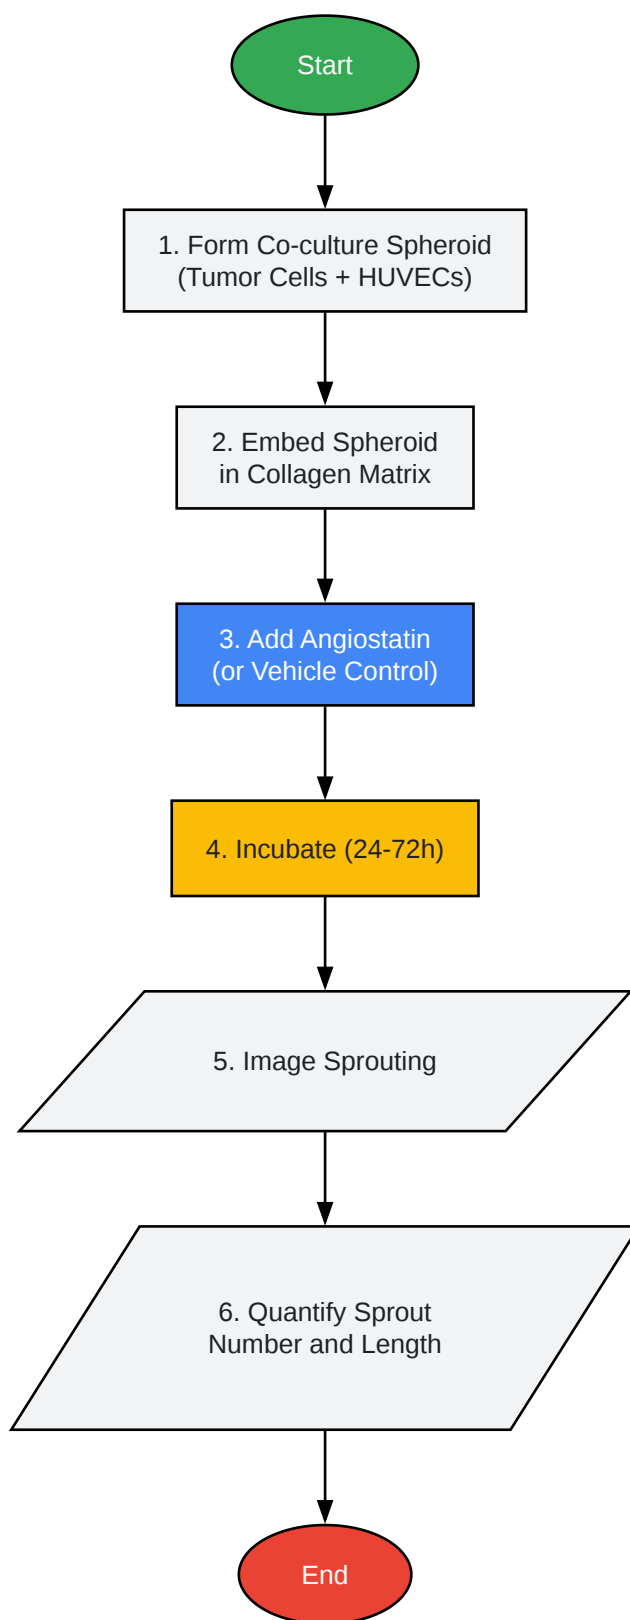 Start
1. Form Co-culture Spheroid
(Tumor Cells + HUVECs)
2. Embed Spheroid
in Collagen Matrix
3. Add Angiostatin
(or Vehicle Control)
4. Incubate (24-72h)
5. Image Sprouting
6. Quantify Sprout
Number and Length
End